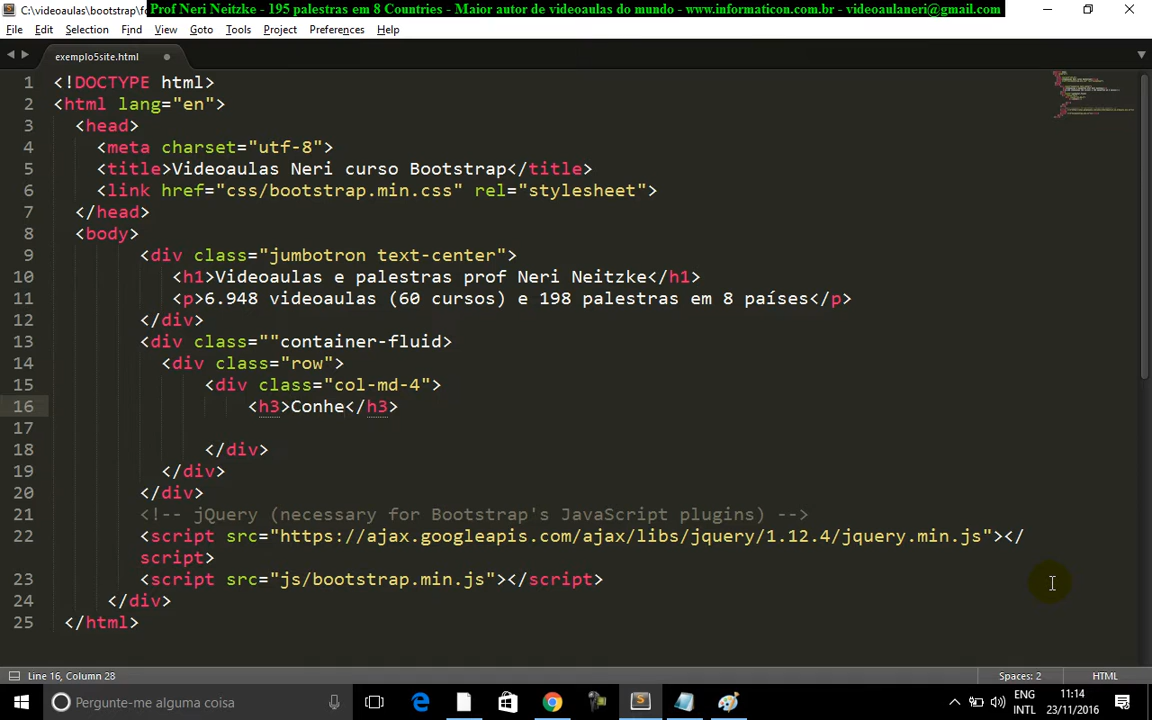 C:\videoaulas\bootstrap\fo
Prof Neri Neitzke - 195 palestras em 8 Countries - Maior autor de videoaulas do mundo - www.informaticon.com.br - videoaulaneri@gmail.com
File Edit Selection Find View Goto Tools Project Preferences Help
exemplo5site.html
1 <!DOCTYPE html>
2 <html lang="en">
3 <head>
4 <meta charset="utf-8">
5 <title>Videoaulas Neri curso Bootstrap</title>
6 <link href="css/bootstrap.min.css" rel="stylesheet">
7 </head>
8 <body>
9 <div class="jumbotron text-center">
10 <h1>Videoaulas e palestras prof Neri Neitzke</h1>
11 <p>6.948 videoaulas (60 cursos) e 198 palestras em 8 países</p>
12 </div>
13 <div class=""container-fluid>
14 <div class="row">
15 <div class="col-md-4">
16 <h3>Conhe</h3>
17
18 </div>
19 </div>
20 </div>
21 <!-- jQuery (necessary for Bootstrap's JavaScript plugins) -->
22 <script src="https://ajax.googleapis.com/ajax/libs/jquery/1.12.4/jquery.min.js"></
script>
23 <script src="js/bootstrap.min.js"></script>
24 </div>
25 </html>
Line 16, Column 28 Spaces: 2 HTML
Pergunte-me alguma coisa
ENG 11:14
INTL 23/11/2016